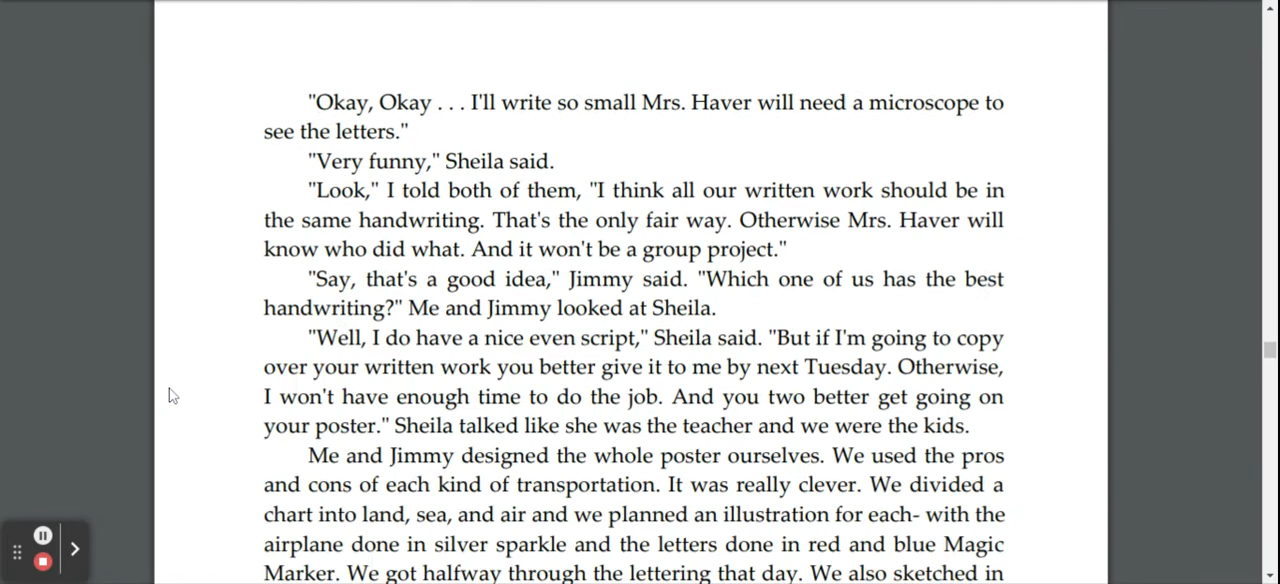 "Okay, Okay . . . I'll write so small Mrs. Haver will need a microscope to
see the letters."
"Very funny," Sheila said.
"Look," I told both of them, "I think all our written work should be in
the same handwriting. That's the only fair way. Otherwise Mrs. Haver will
know who did what. And it won't be a group project."
"Say, that's a good idea," Jimmy said. "Which one of us has the best
handwriting?" Me and Jimmy looked at Sheila.
"Well, I do have a nice even script," Sheila said. "But if I'm going to copy
over your written work you better give it to me by next Tuesday. Otherwise,
I won't have enough time to do the job. And you two better get going on
your poster." Sheila talked like she was the teacher and we were the kids.
Me and Jimmy designed the whole poster ourselves. We used the pros
and cons of each kind of transportation. It was really clever. We divided a
chart into land, sea, and air and we planned an illustration for each- with the
airplane done in silver sparkle and the letters done in red and blue Magic
Marker. We got halfway through the lettering that day. We also sketched in